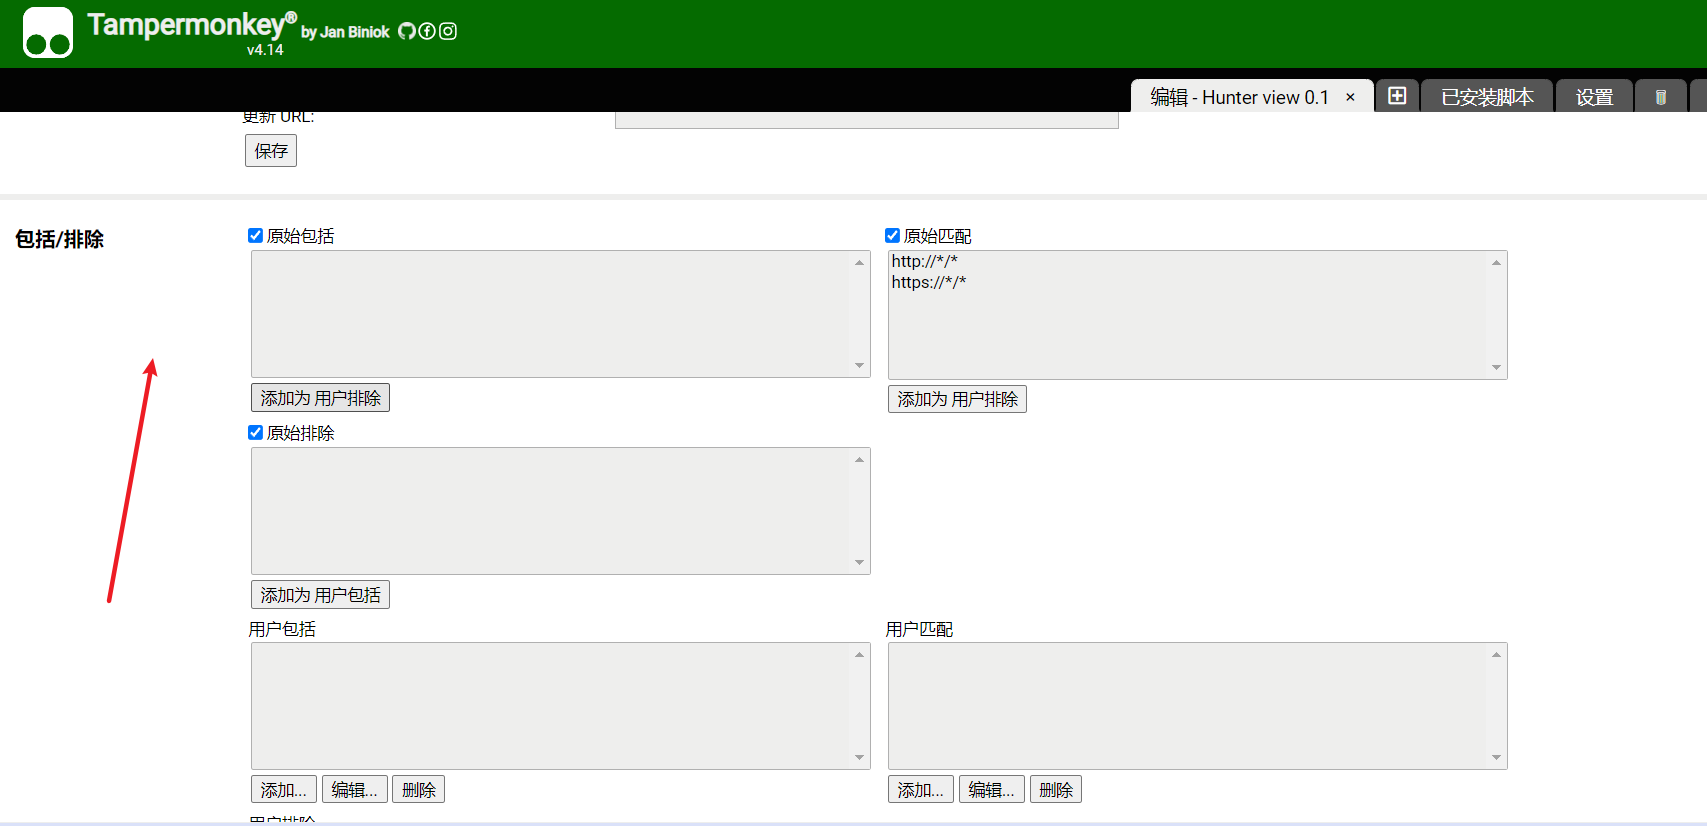 Tampermonkey® by Jan Biniok
v4.14
编辑 - Hunter view 0.1 ×
已安装脚本
设置
更新 URL:
保存
包括/排除
原始包括
原始匹配
http://*/*
https://*/*
添加为 用户排除
添加为 用户排除
原始排除
添加为 用户包括
用户包括
用户匹配
添加... 编辑... 删除
添加... 编辑... 删除
用户排除